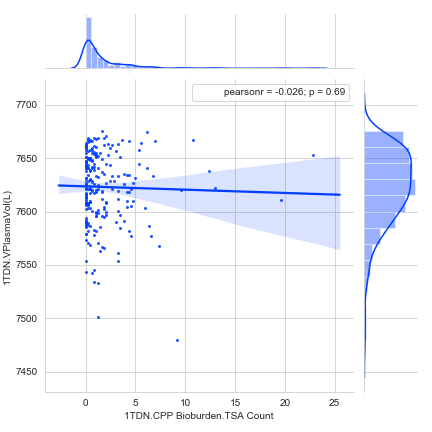 pearsonr = -0.026; p = 0.69
7700
7650
7600
7550
7500
7450
1TDN.VPlasmaVol(L)
0 5 10 15 20 25
1TDN.CPP Bioburden.TSA Count